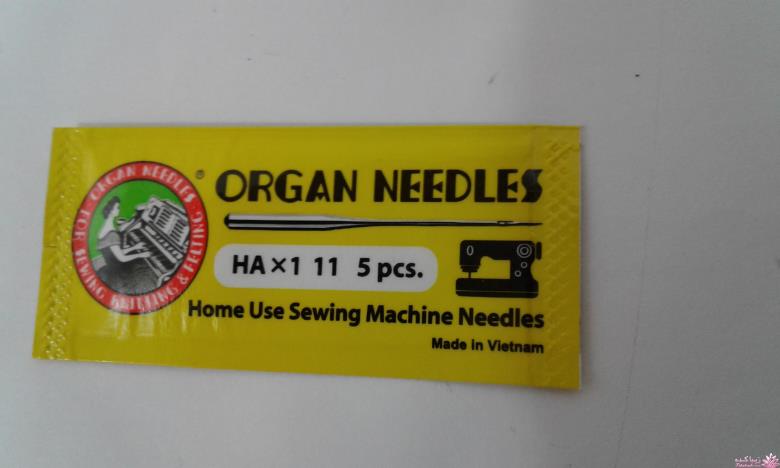 ORGAN NEEDLES
FOR SEWING KNITTING & FELTING
®
ORGAN NEEDLES
HA×1 11 5 pcs.
Home Use Sewing Machine Needles
Made in Vietnam